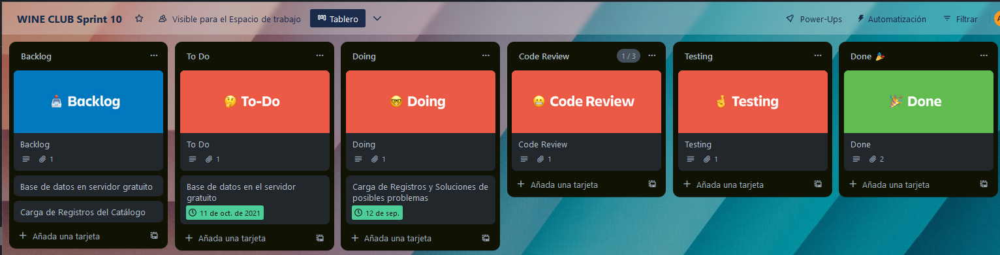 WINE CLUB Sprint 10
Visible para el Espacio de trabajo
Tablero
Power-Ups
Automatización
Filtrar
Backlog
Backlog
Backlog
1
Base de datos en servidor gratuito
Carga de Registros del Catálogo
+ Añada una tarjeta
To Do
To-Do
To Do
1
Base de datos en el servidor
gratuito
11 de oct. de 2021
+ Añada una tarjeta
Doing
Doing
Doing
1
Carga de Registros y Soluciones de
posibles problemas
12 de sep.
+ Añada una tarjeta
Code Review
1 / 3
Code Review
Code Review
1
+ Añada una tarjeta
Testing
Testing
Testing
1
+ Añada una tarjeta
Done 🎉
Done
Done
2
+ Añada una tarjeta